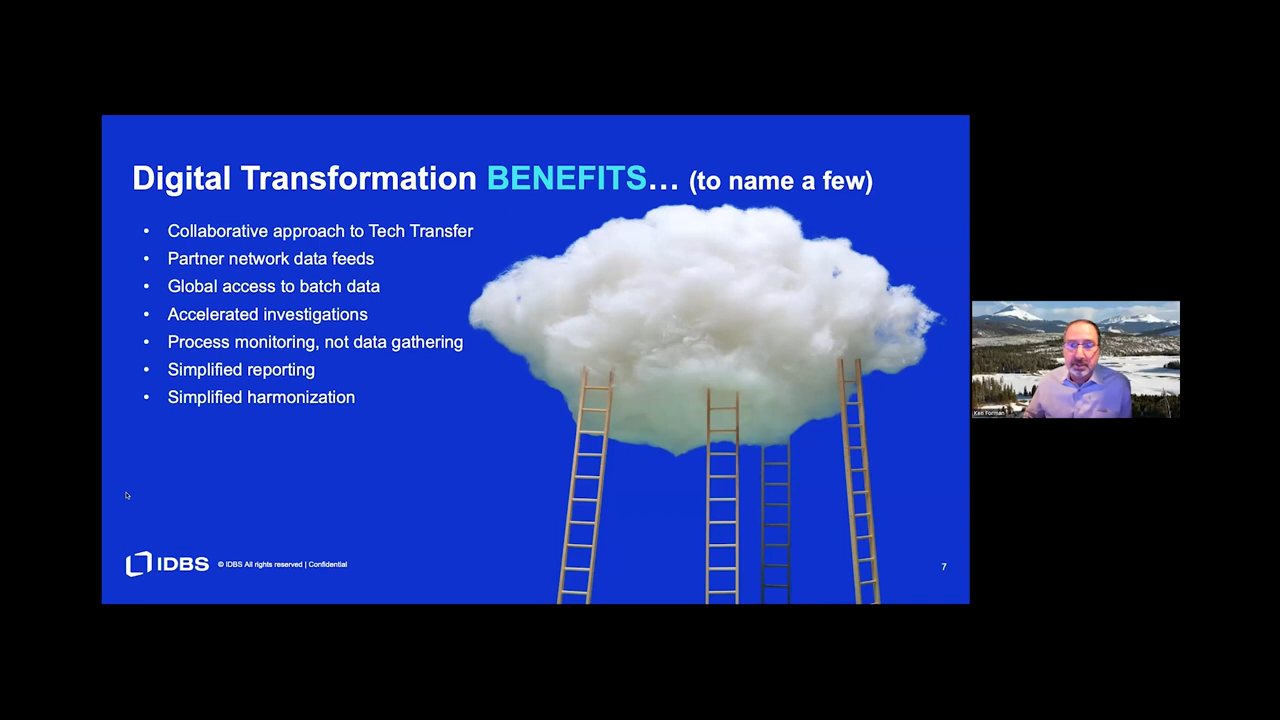 Digital Transformation BENEFITS… (to name a few)
• Collaborative approach to Tech Transfer
• Partner network data feeds
• Global access to batch data
• Accelerated investigations
• Process monitoring, not data gathering
• Simplified reporting
• Simplified harmonization
IDBS © IDBS All rights reserved | Confidential
7
Ken Forman